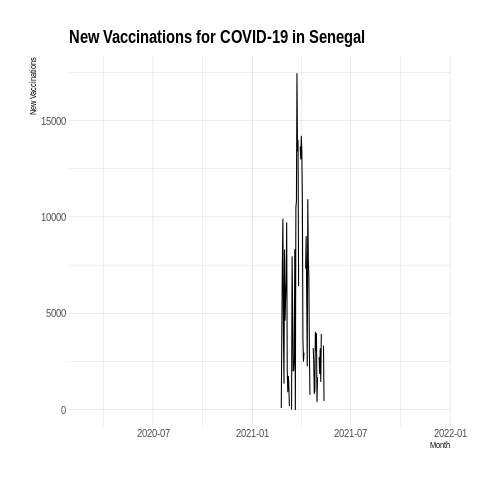 New Vaccinations for COVID-19 in Senegal
New Vaccinations
15000
10000
5000
0
2020-07
2021-01
2021-07
2022-01
Month